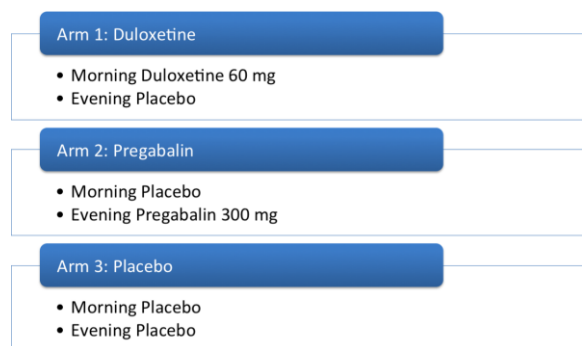 Arm 1: Duloxetine
• Morning Duloxetine 60 mg
• Evening Placebo
Arm 2: Pregabalin
• Morning Placebo
• Evening Pregabalin 300 mg
Arm 3: Placebo
• Morning Placebo
• Evening Placebo